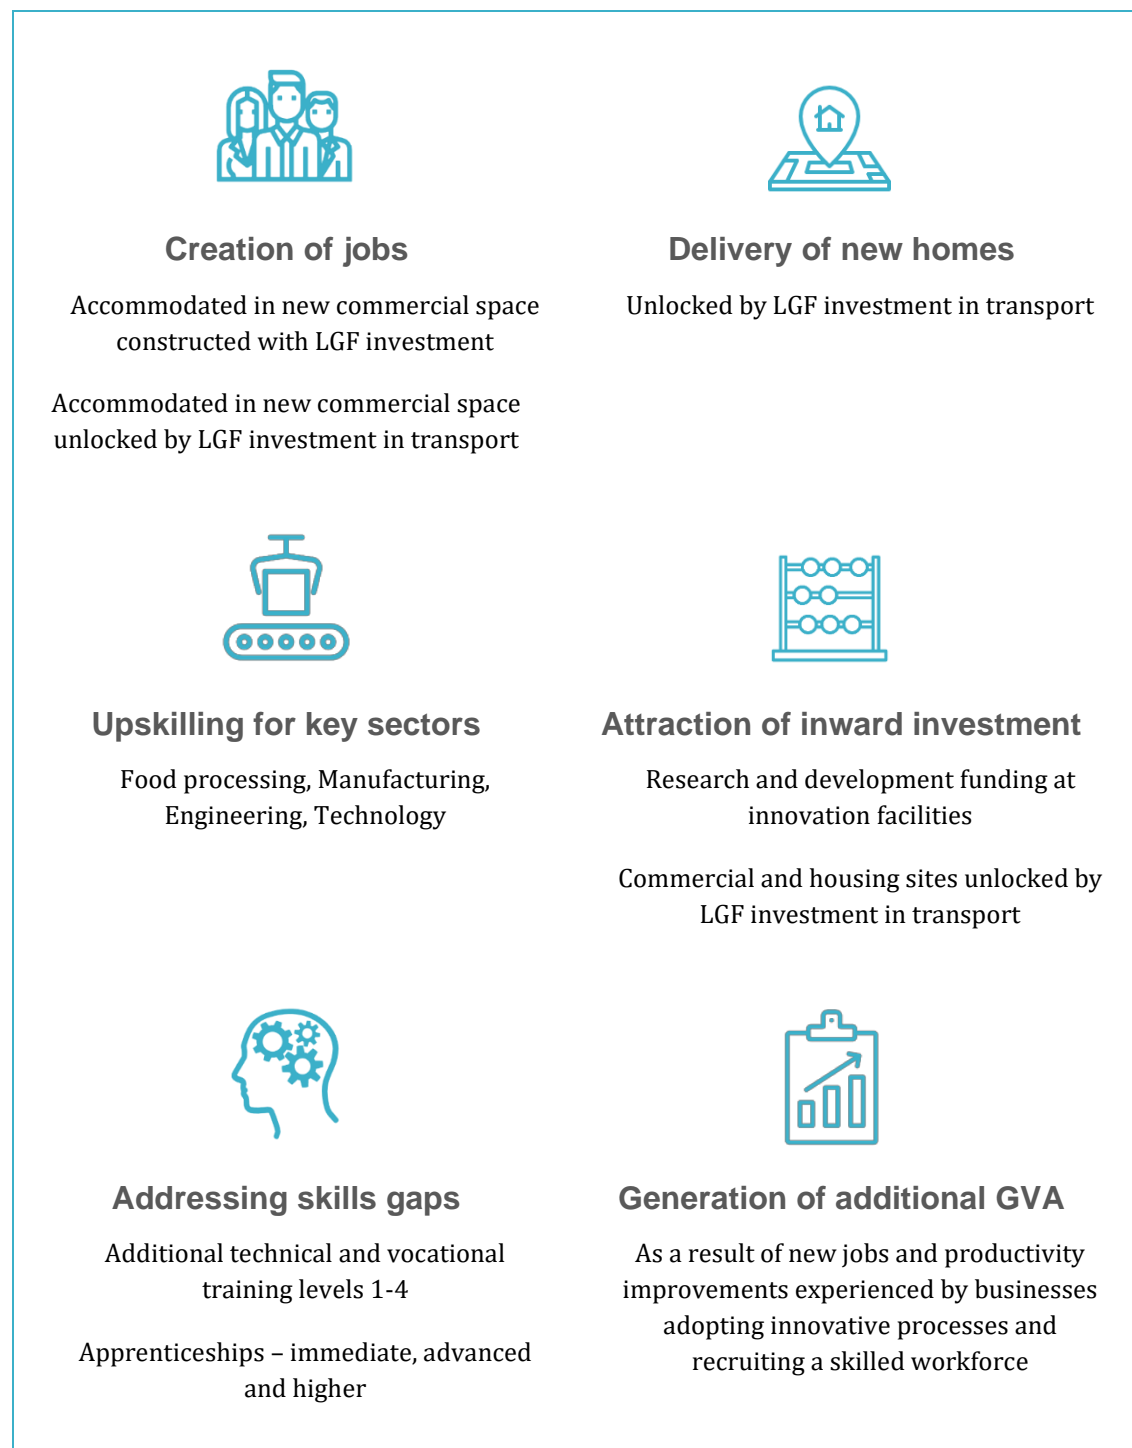 Creation of jobs
Accommodated in new commercial space
constructed with LGF investment
Accommodated in new commercial space
unlocked by LGF investment in transport
Delivery of new homes
Unlocked by LGF investment in transport
Upskilling for key sectors
Food processing, Manufacturing,
Engineering, Technology
Attraction of inward investment
Research and development funding at
innovation facilities
Commercial and housing sites unlocked by
LGF investment in transport
Addressing skills gaps
Additional technical and vocational
training levels 1-4
Apprenticeships – immediate, advanced
and higher
Generation of additional GVA
As a result of new jobs and productivity
improvements experienced by businesses
adopting innovative processes and
recruiting a skilled workforce